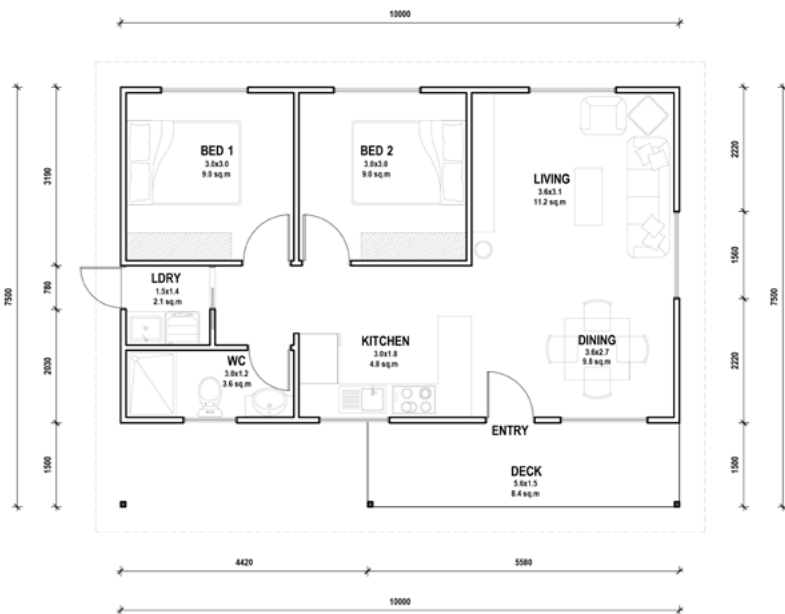 10000
BED 1
3.0x3.0
9.0 sq.m
BED 2
3.0x3.0
9.0 sq.m
LIVING
3.6x3.1
11.2 sq.m
2220
3190
1560
7500
780
7500
LDRY
1.5x1.4
2.1 sq.m
KITCHEN
3.0x1.8
4.8 sq.m
DINING
3.6x2.7
9.8 sq.m
2220
2030
WC
3.0x1.2
3.6 sq.m
ENTRY
1500
DECK
5.6x1.5
8.4 sq.m
1500
4420
5580
10000